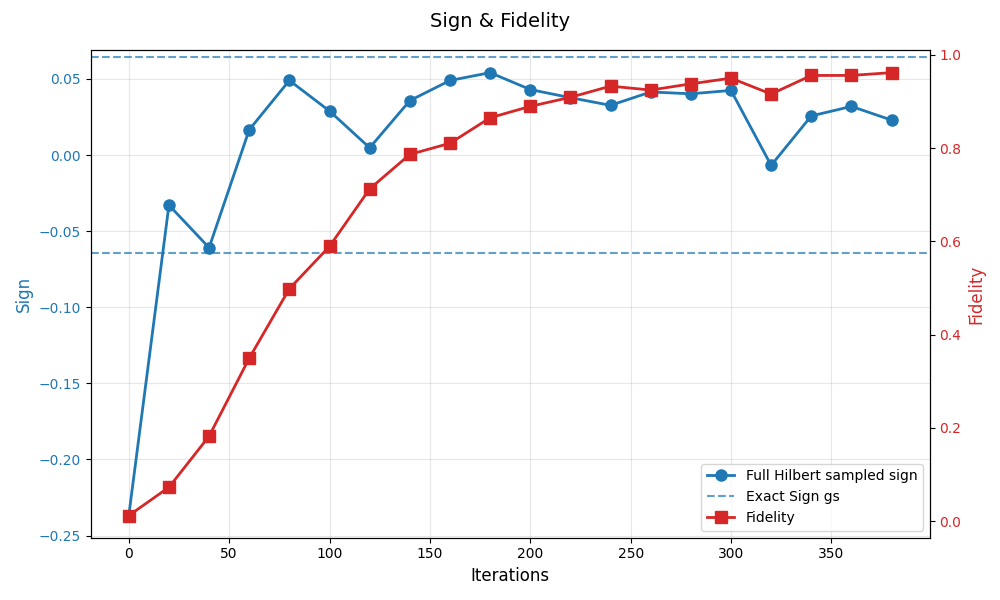 Sign & Fidelity
0.05
0.00
−0.05
−0.10
−0.15
−0.20
−0.25
Sign
1.0
0.8
0.6
0.4
0.2
0.0
Fidelity
Full Hilbert sampled sign
Exact Sign gs
Fidelity
0 50 100 150 200 250 300 350
Iterations